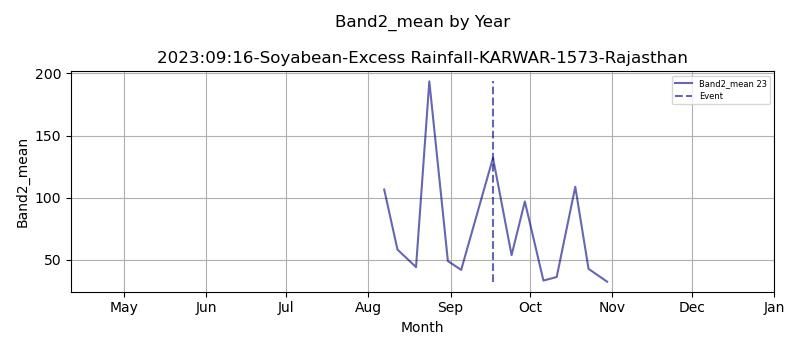 Band2_mean by Year
2023:09:16-Soyabean-Excess Rainfall-KARWAR-1573-Rajasthan
200
150
100
50
Band2_mean
Band2_mean 23
Event
May Jun Jul Aug Sep Oct Nov Dec Jan
Month